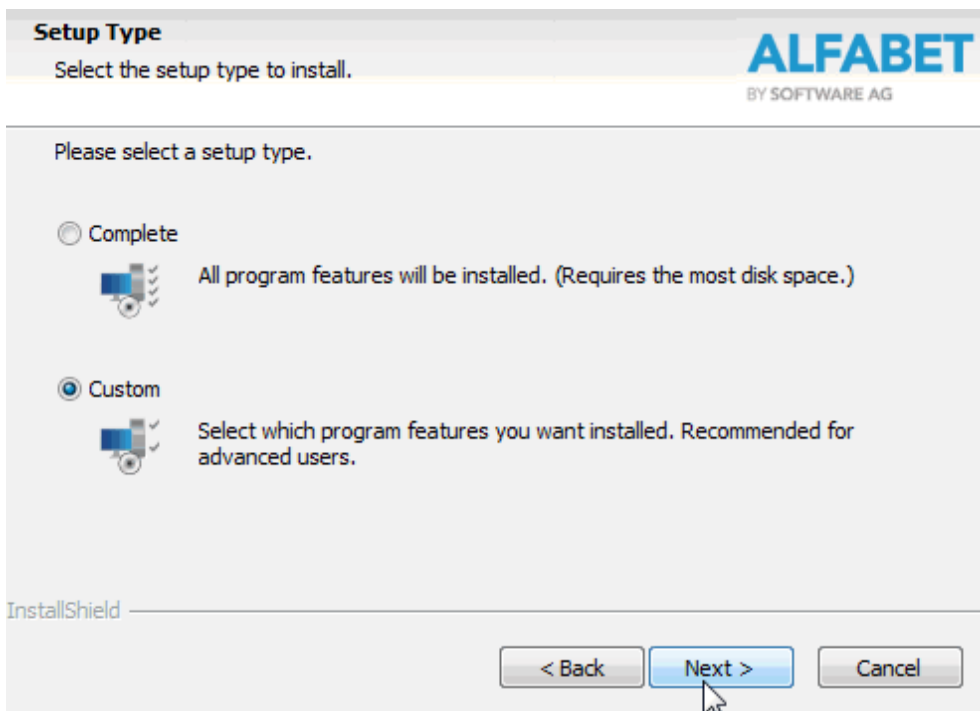 Setup Type
Select the setup type to install.
ALFABET
BY SOFTWARE AG
Please select a setup type.
Complete
All program features will be installed. (Requires the most disk space.)
Custom
Select which program features you want installed. Recommended for
advanced users.
InstallShield
< Back
Next >
Cancel